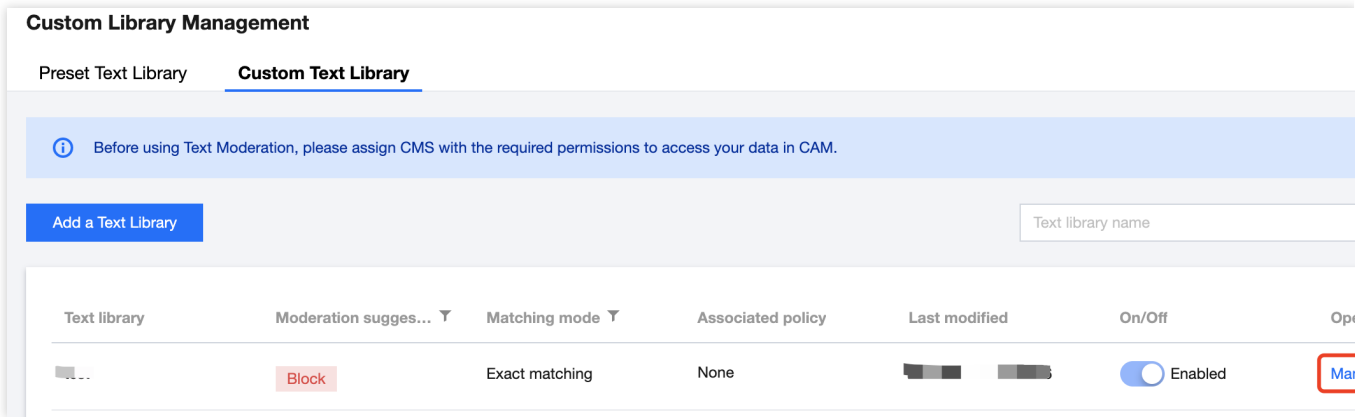 Custom Library Management
Preset Text Library Custom Text Library
Before using Text Moderation, please assign CMS with the required permissions to access your data in CAM.
Add a Text Library Text library name
Text library Moderation sugges... Matching mode Associated policy Last modified On/Off Ope
Block Exact matching None Enabled Mar